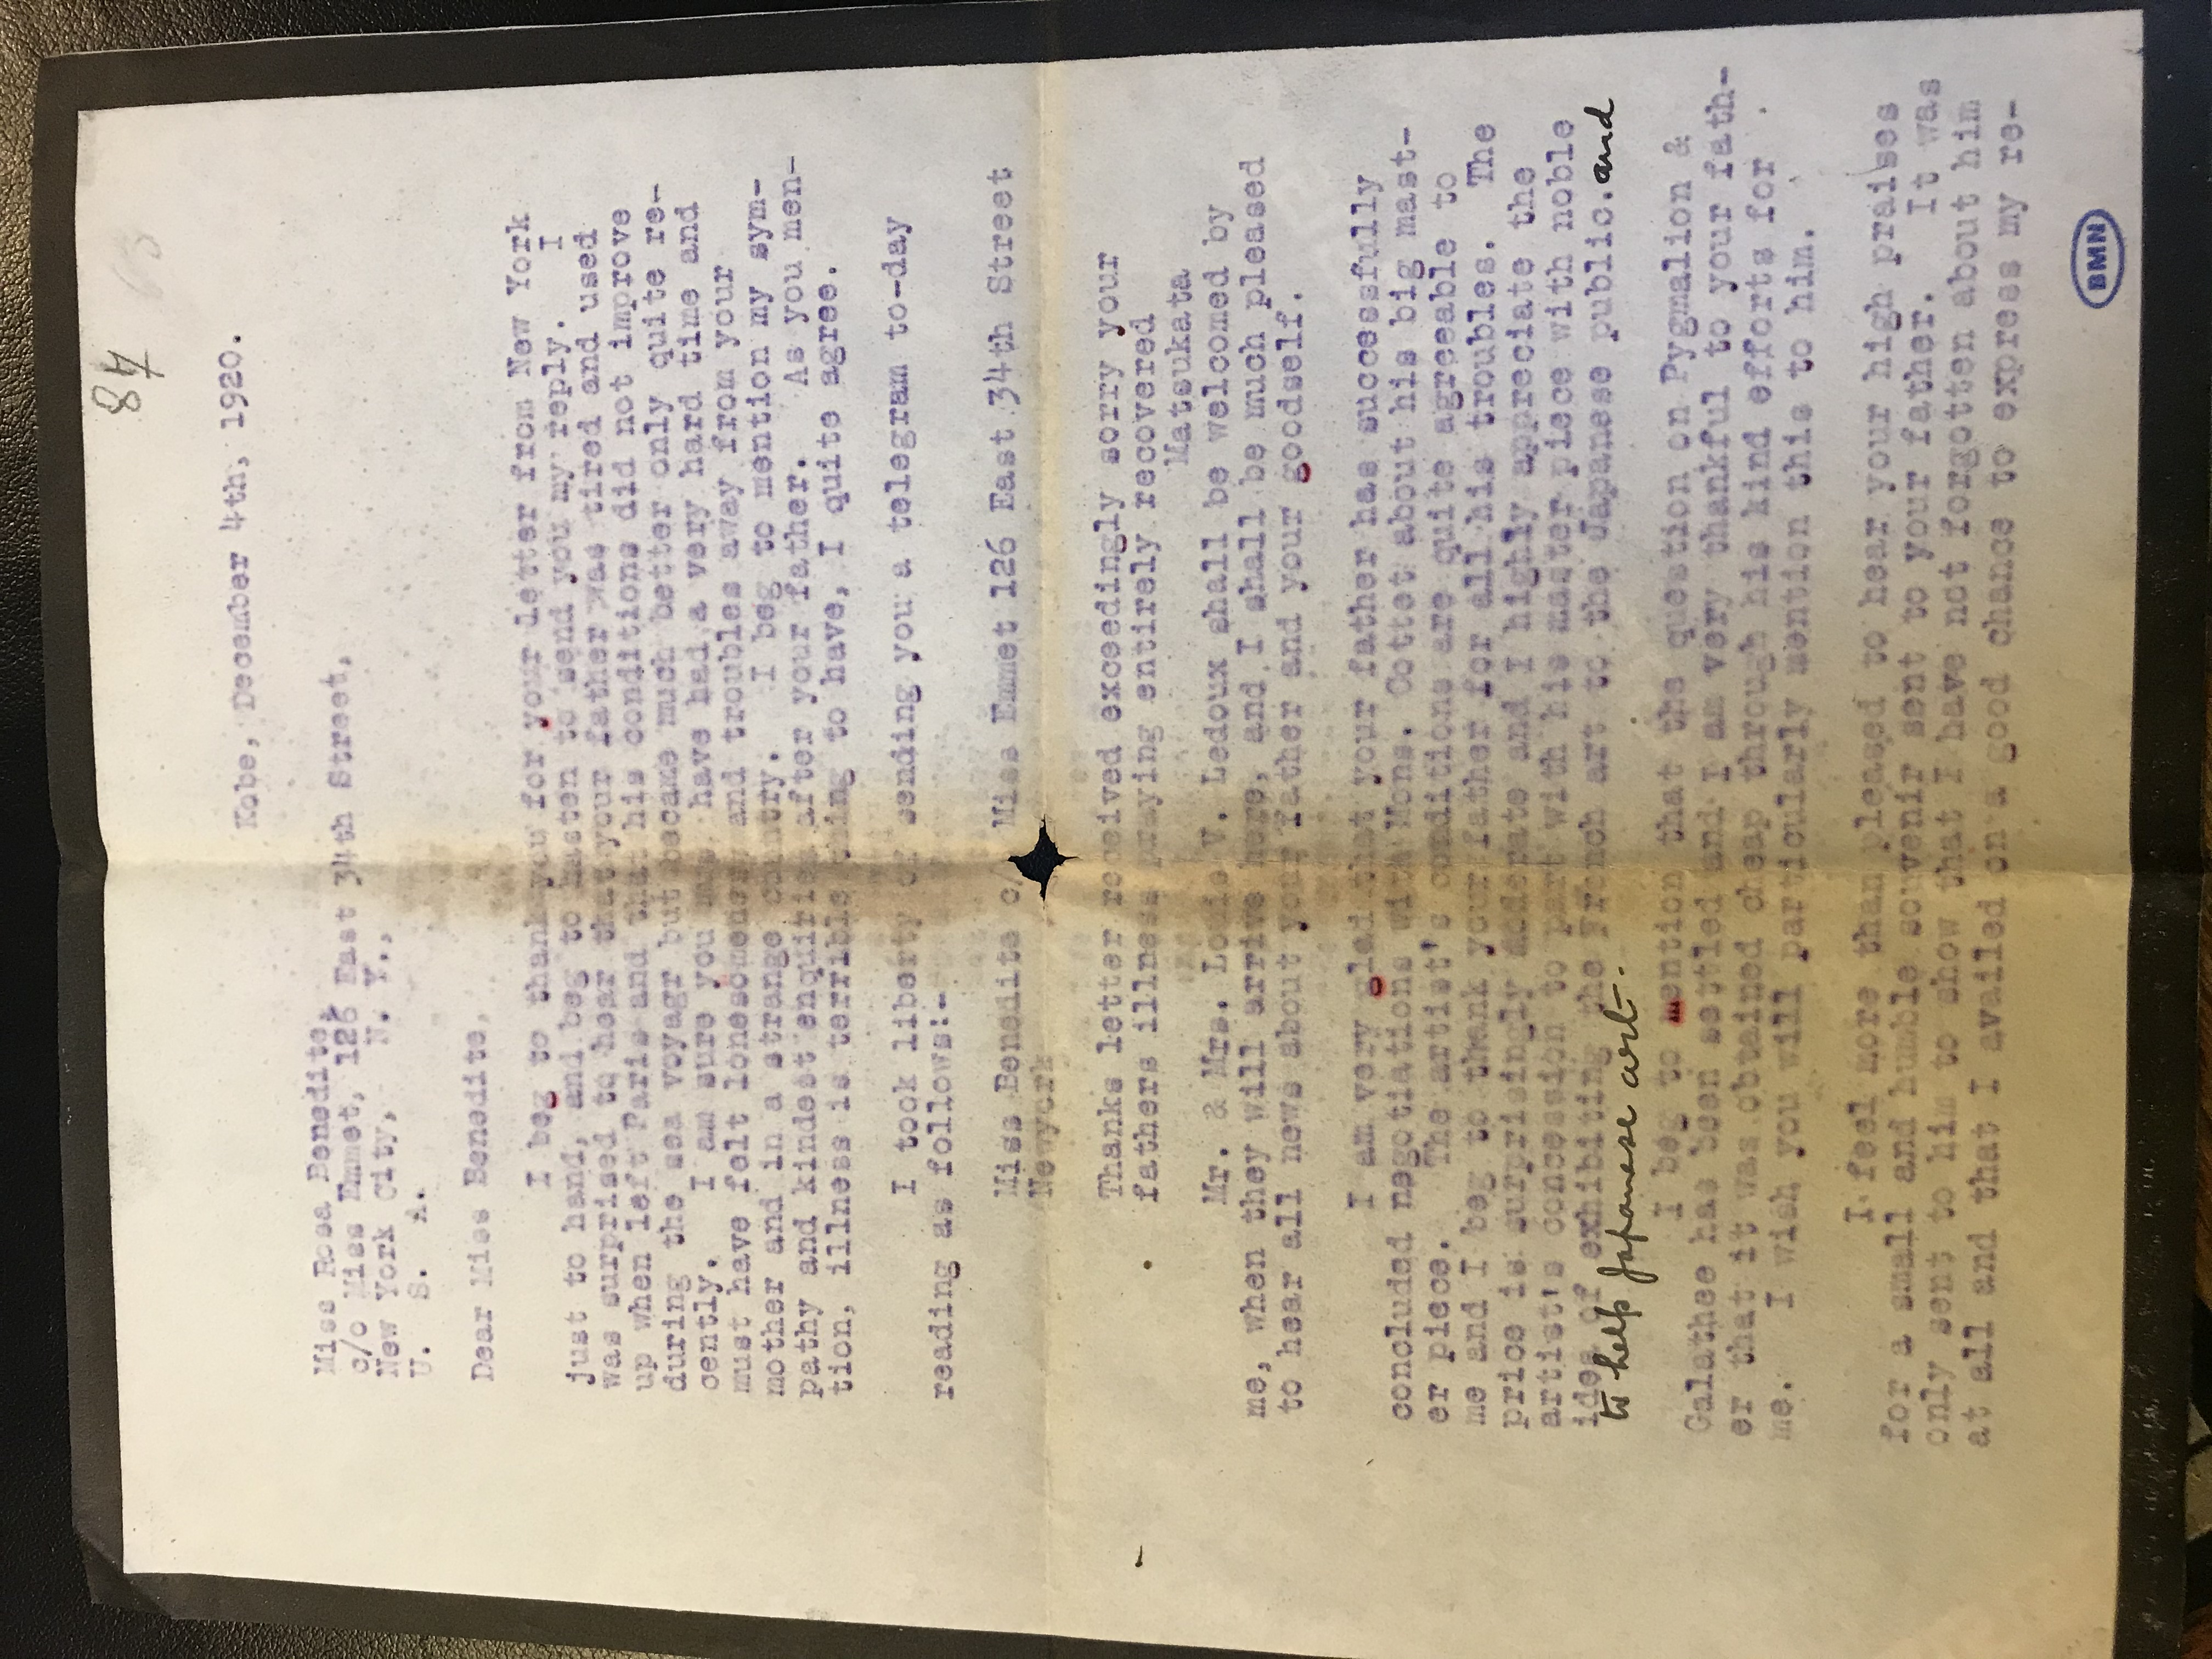 84
Kobe, December 4th, 1920.
Miss Rosa Benedite,
c/o Miss Emmet, 126 East 34th Street,
New York City, N. Y.,
U. S. A.
Dear Miss Benedite,
I beg to thank you for your letter from New York
just to hand, and beg to hasten to send you my reply. I
was surprised to hear that your father was tired and used
up when left Paris and that his conditions did not improve
during the sea voyagr but became much better only quite re-
cently. I am sure you must have had a very hard time and
must have felt lonesomeness and troubles away from your
mother and in a strange country. I beg to mention my sym-
pathy and kindest enquiries after your father. As you men-
tion, illness is terrible thing to have, I quite agree.
I took liberty of sending you a telegram to-day
reading as follows:-
Miss Beneditte c/ Miss Emmet 126 East 34th Street
Newyork
Thanks letter received exceedingly sorry your
fathers illness praying entirely recovered
Matsukata
Mr. & Mrs. Louis V. Ledoux shall be welcomed by
me, when they will arrive here, and I shall be much pleased
to hear all news about your father and your goodself.
I am very glad that your father has successfully
concluded negotiations with Mons. Cottet about his big mast-
er piece. The artist's conditions are quite agreeable to
me and I beg to thank your father for all his troubles. The
price is surprisingly anderate and I highly appreciate the
artist's concession to part with his master piece with noble
idea of exhibiting the French art to the Japanese public. and
to help Japanese art.
I beg to mention that the question on Pygmalion &
Galathee has been settled and I am very thankful to your fath-
er that it was obtained cheap through his kind efforts for
me. I wish you will particularly mention this to him.
I feel more than pleased to hear your high praises
for a small and humble souvenir sent to your father. It was
only sent to him to show that I have not forgotten about him
at all and that I availed on a good chance to express my re-
BMN